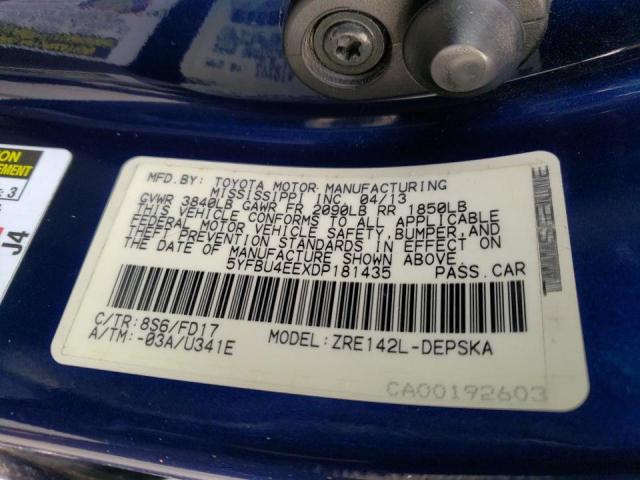 MFD.BY: TOYOTA MOTOR MANUFACTURING
MISSISSIPPI INC 04/13
GVWR 3840LB GAWR FR 2090LB RR 1850LB
THIS VEHICLE CONFORMS TO ALL APPLICABLE
FEDERAL MOTOR VEHICLE SAFETY,BUMPER,AND
THEFT PREVENTION STANDARDS IN EFFECT ON
THE DATE OF MANUFACTURE SHOWN ABOVE.
5YFBU4EEXDP181435 PASS.CAR
C/TR:8S6/FD17
A/TM:-03A/U341E
MODEL:ZRE142L-DEPSKA
CA00192603
3
J4